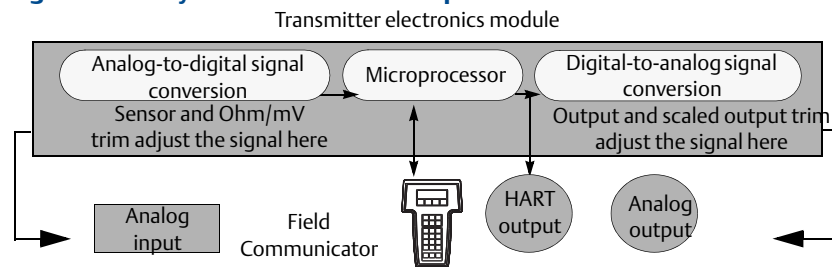 Transmitter electronics module
Analog-to-digital signal
conversion
Microprocessor
Digital-to-analog signal
conversion
Sensor and Ohm/mV
trim adjust the signal here
Output and scaled output trim
adjust the signal here
Analog
input
Field
Communicator
HART
output
Analog
output